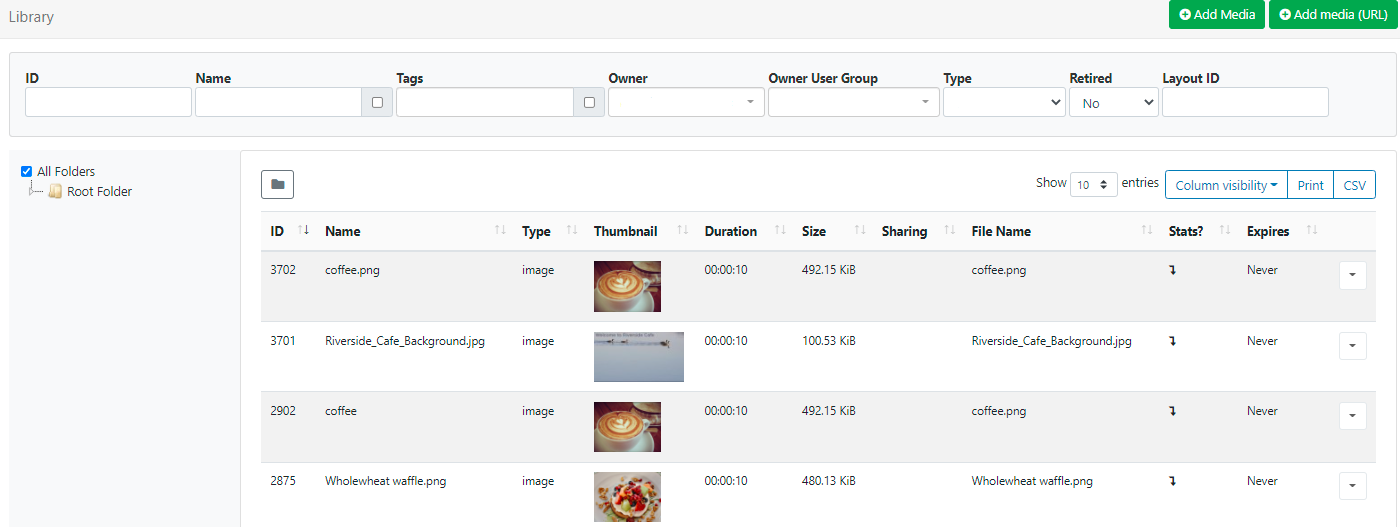 Library
Add Media
Add media (URL)
ID Name Tags Owner Owner User Group Type Retired Layout ID
No
All Folders
Root Folder
Show 10 entries
Column visibility Print CSV
ID Name Type Thumbnail Duration Size Sharing File Name Stats? Expires
3702 coffee.png image 00:00:10 492.15 KiB coffee.png Never
Welcome to Riverside Cafe
3701 Riverside_Cafe_Background.jpg image 00:00:10 100.53 KiB Riverside_Cafe_Background.jpg Never
2902 coffee image 00:00:10 492.15 KiB coffee.png Never
2875 Wholewheat waffle.png image 00:00:10 480.13 KiB Wholewheat waffle.png Never